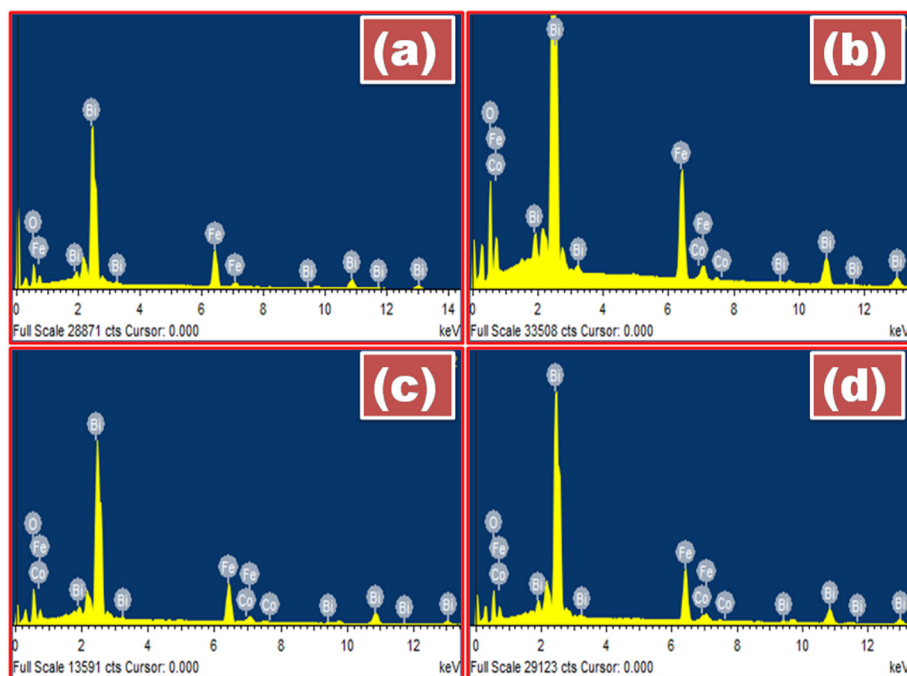 (a)
Bi
O
Fe
Bi
Bi
Fe
Fe
Bi
Bi
Bi
Bi
0 2 4 6 8 10 12 14
Full Scale 28871 cts Cursor: 0.000 keV
(b)
Bi
O
Fe
Co
Bi
Bi
Fe
Fe
Co
Co
Bi
Bi
Bi
Bi
0 2 4 6 8 10 12
Full Scale 33508 cts Cursor: 0.000 keV
(c)
Bi
O
Fe
Co
Bi
Bi
Fe
Fe
Co
Co
Bi
Bi
Bi
Bi
0 2 4 6 8 10 12
Full Scale 13591 cts Cursor: 0.000 keV
(d)
Bi
O
Fe
Co
Bi
Bi
Fe
Fe
Co
Co
Bi
Bi
Bi
Bi
0 2 4 6 8 10 12
Full Scale 29123 cts Cursor: 0.000 keV